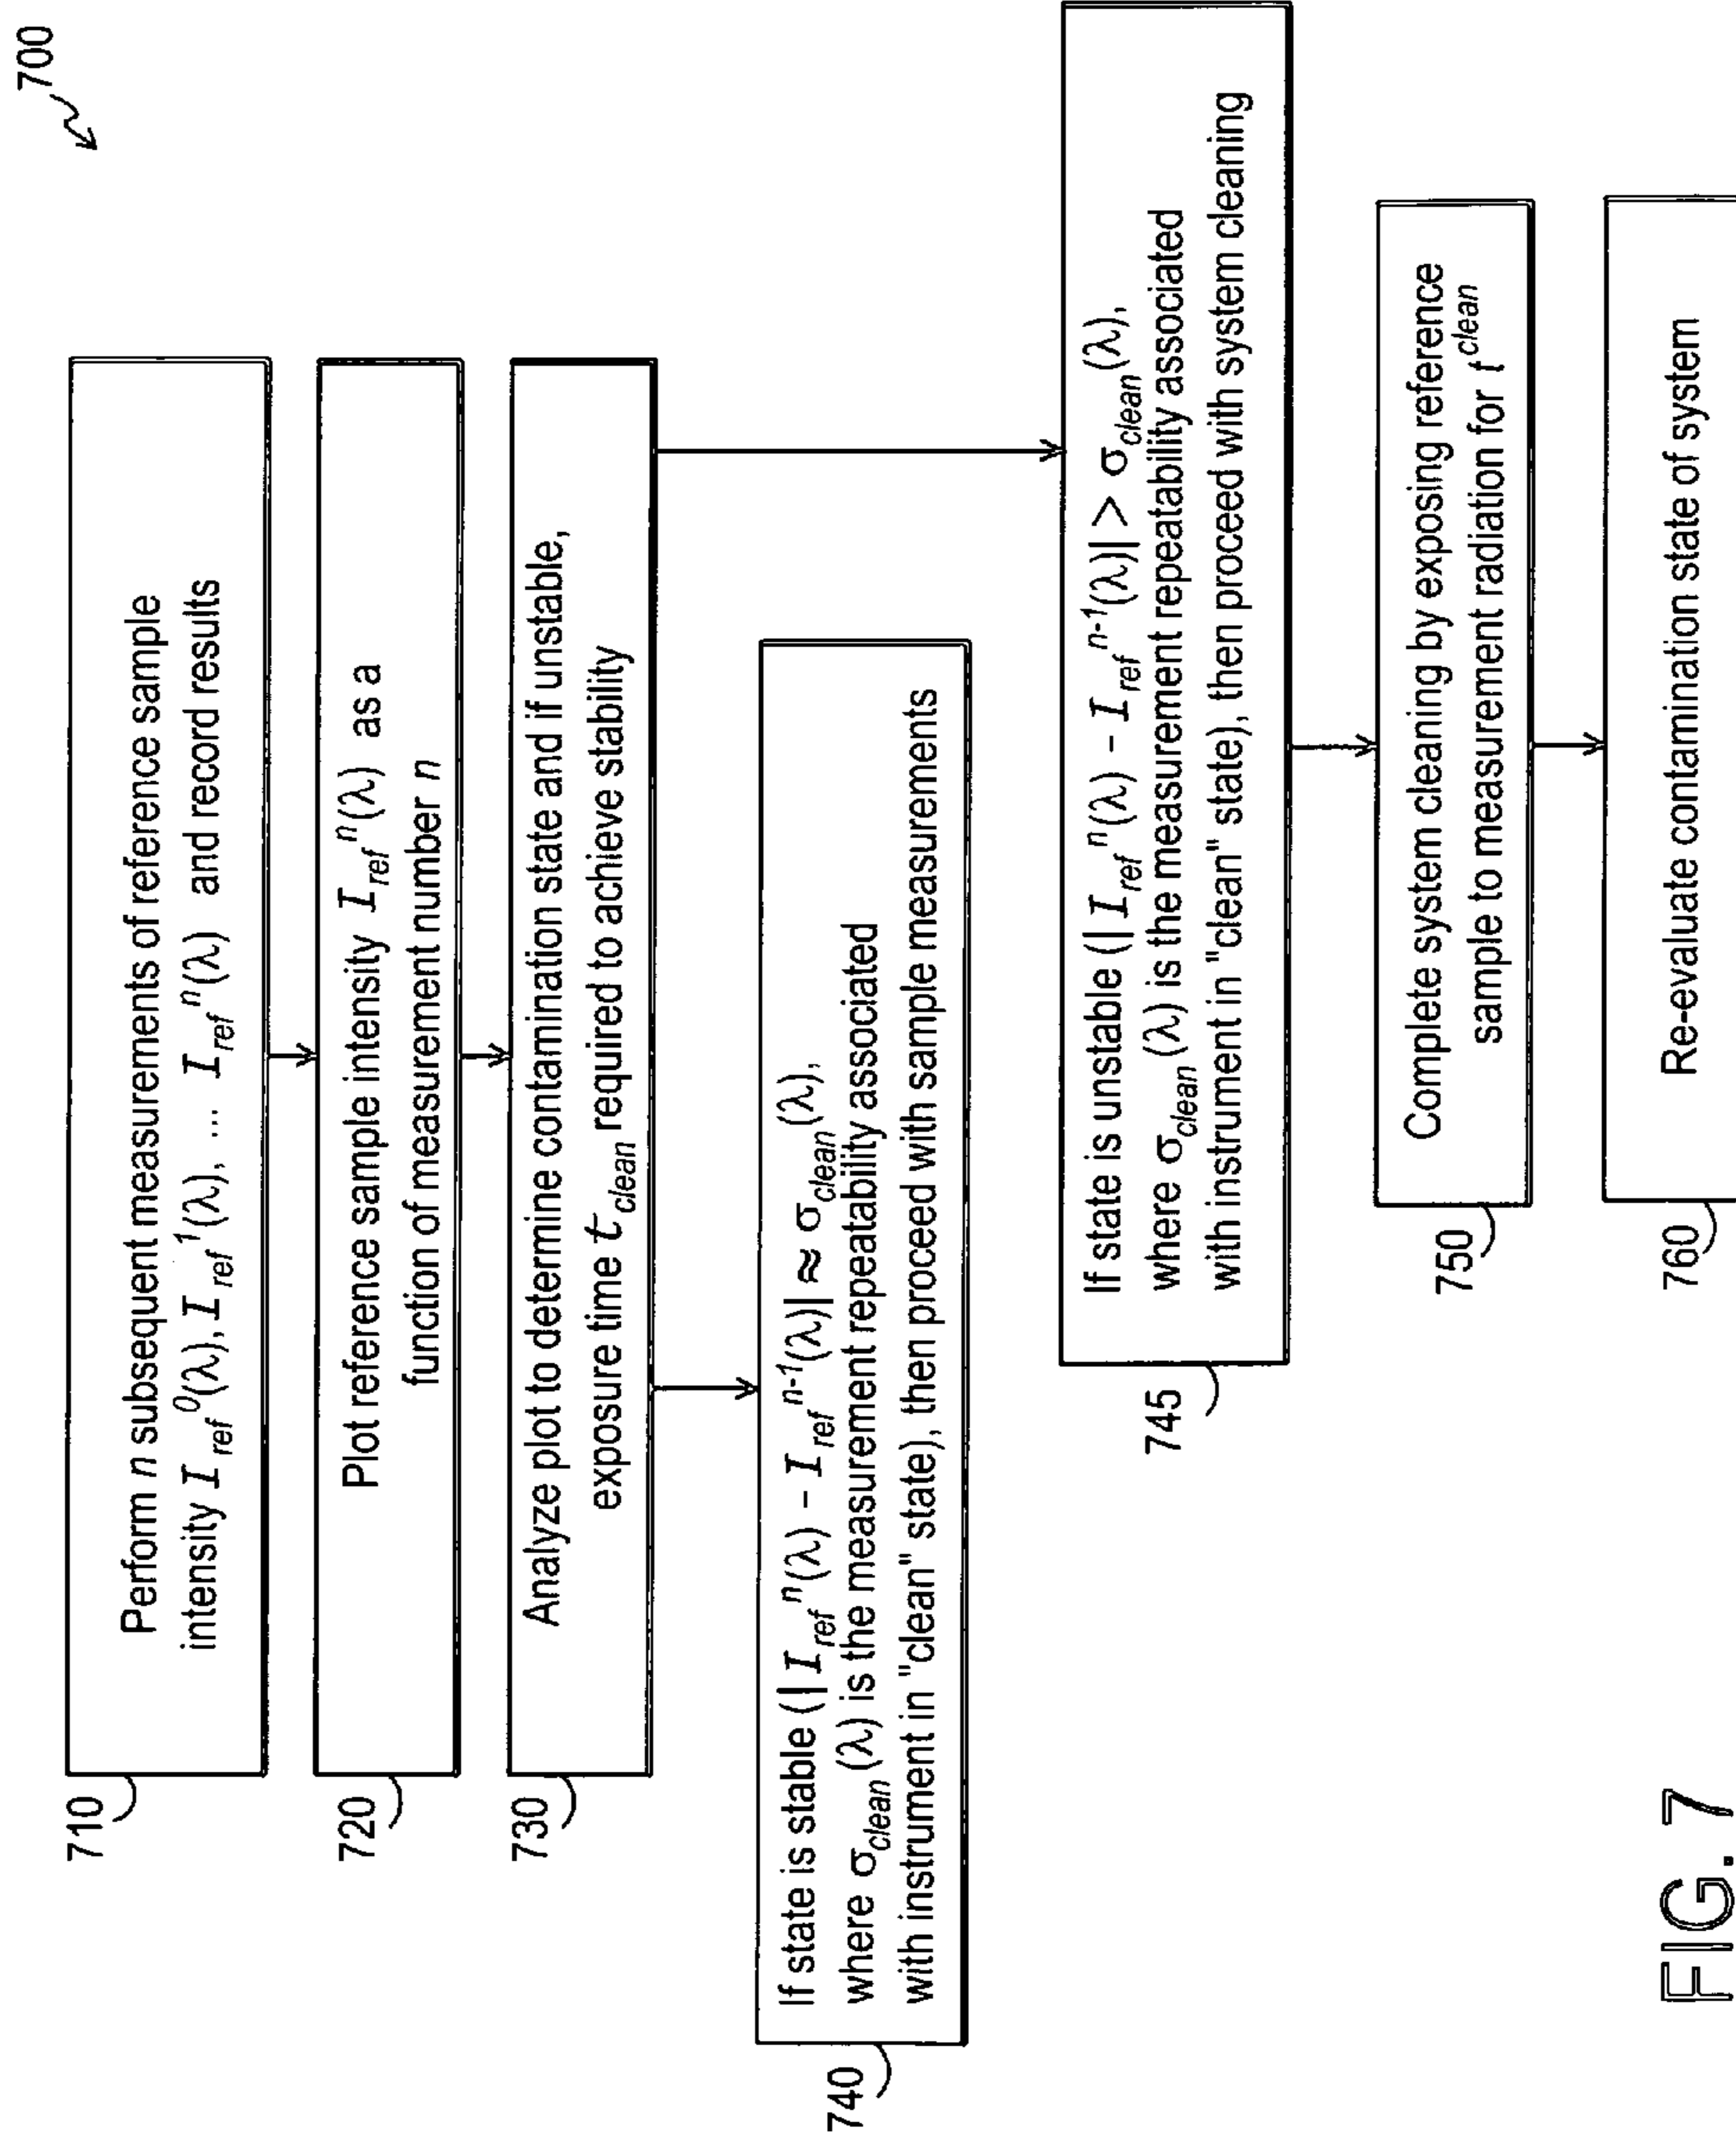 700
710
Perform n subsequent measurements of reference sample
intensity I_ref^0(λ), I_ref^1(λ), ... I_ref^n(λ) and record results
720
Plot reference sample intensity I_ref^n(λ) as a
function of measurement number n
730
Analyze plot to determine contamination state and if unstable,
exposure time t_clean required to achieve stability
740
If state is stable (| I_ref^n(λ) - I_ref^n-1(λ)| ≈ σ_clean(λ),
where σ_clean(λ) is the measurement repeatability associated
with instrument in "clean" state), then proceed with sample measurements
745
If state is unstable (| I_ref^n(λ) - I_ref^n-1(λ)| > σ_clean(λ),
where σ_clean(λ) is the measurement repeatability associated
with instrument in "clean" state), then proceed with system cleaning
750
Complete system cleaning by exposing reference
sample to measurement radiation for t^clean
760
Re-evaluate contamination state of system
FIG. 7